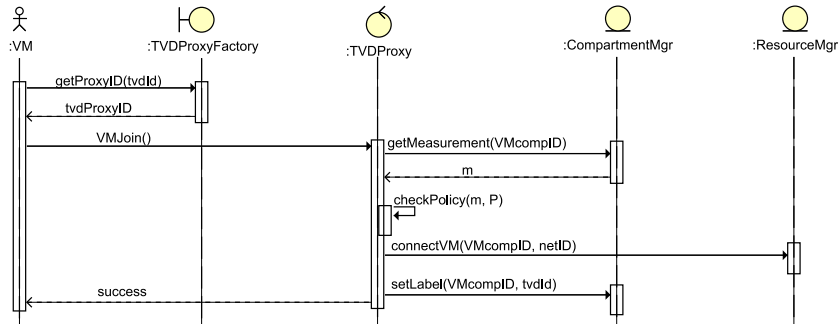 :VM
:TVDProxyFactory
:TVDProxy
:CompartmentMgr
:ResourceMgr
getProxyID(tvdId)
tvdProxyID
VMJoin()
getMeasurement(VMcompID)
m
checkPolicy(m, P)
connectVM(VMcompID, netID)
setLabel(VMcompID, tvdId)
success